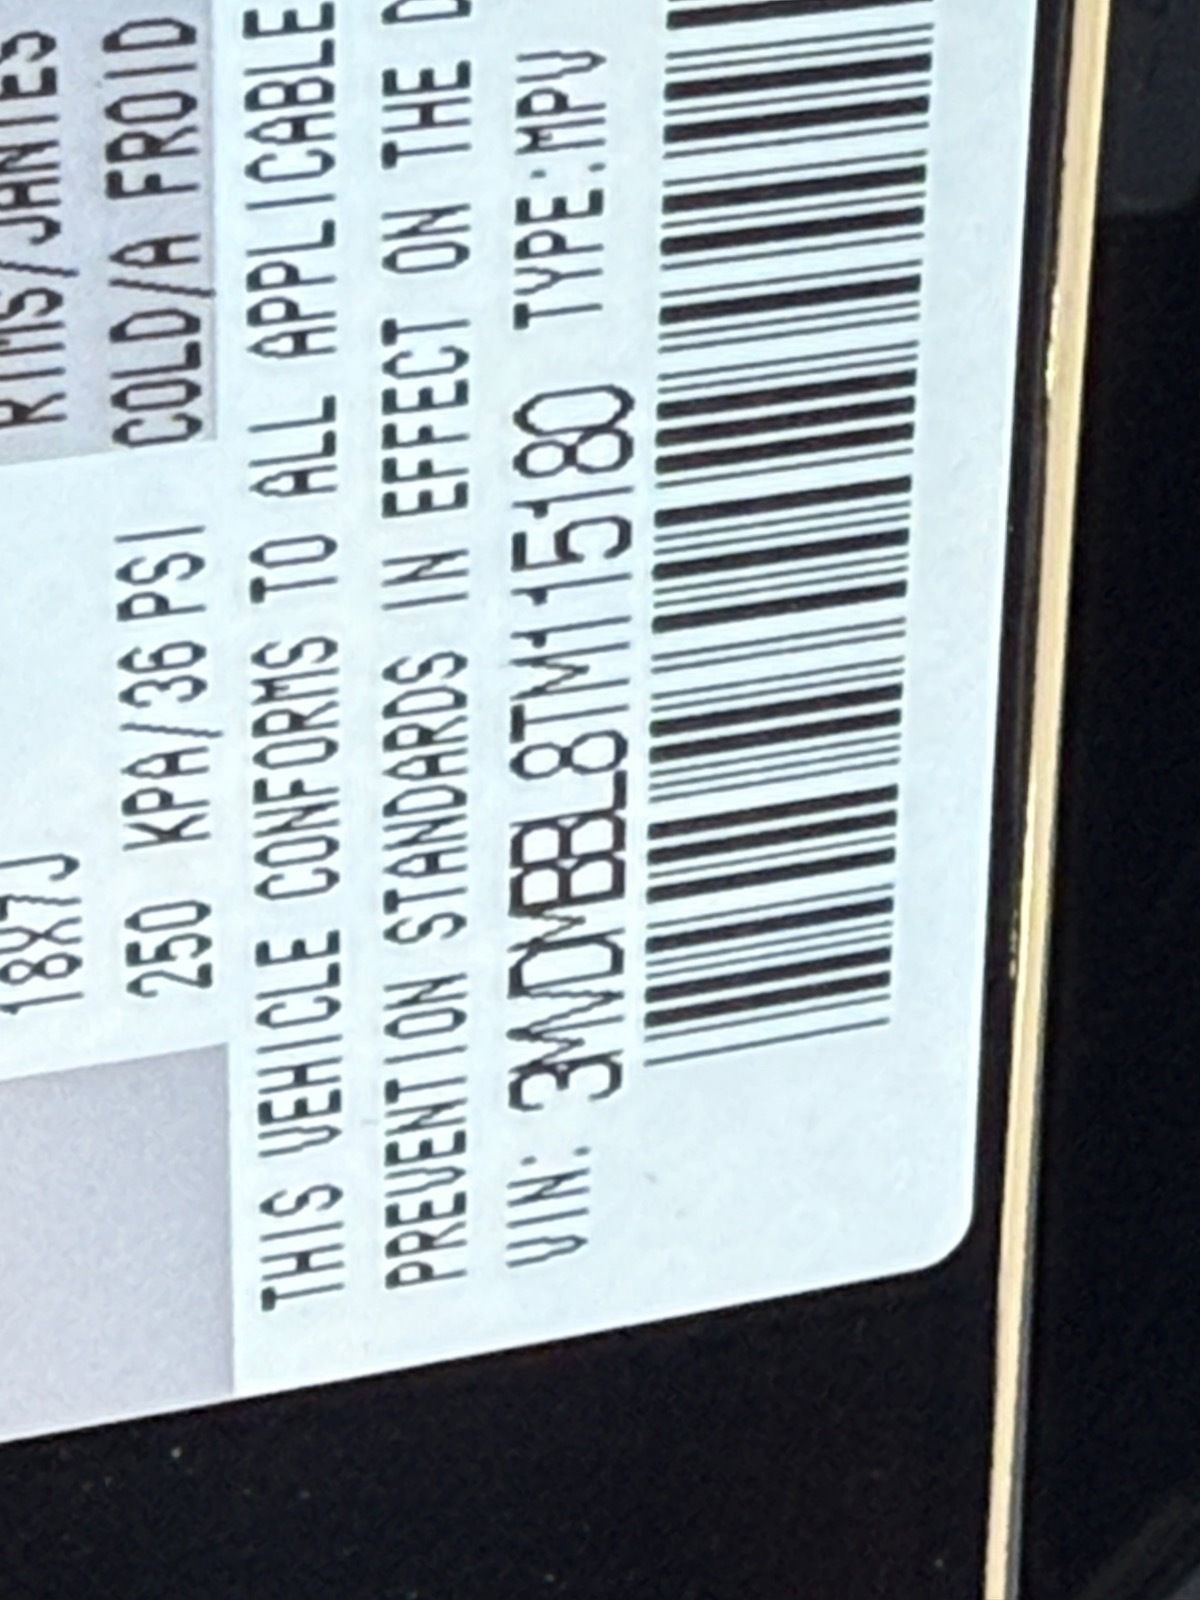 18X7J RIMS/JANTES
250 KPA/36 PSI COLD/A FROID
THIS VEHICLE CONFORMS TO ALL APPLICABLE
PREVENTION STANDARDS IN EFFECT ON THE D
VIN: 3MVDMBBL8TM115180 TYPE:MPV